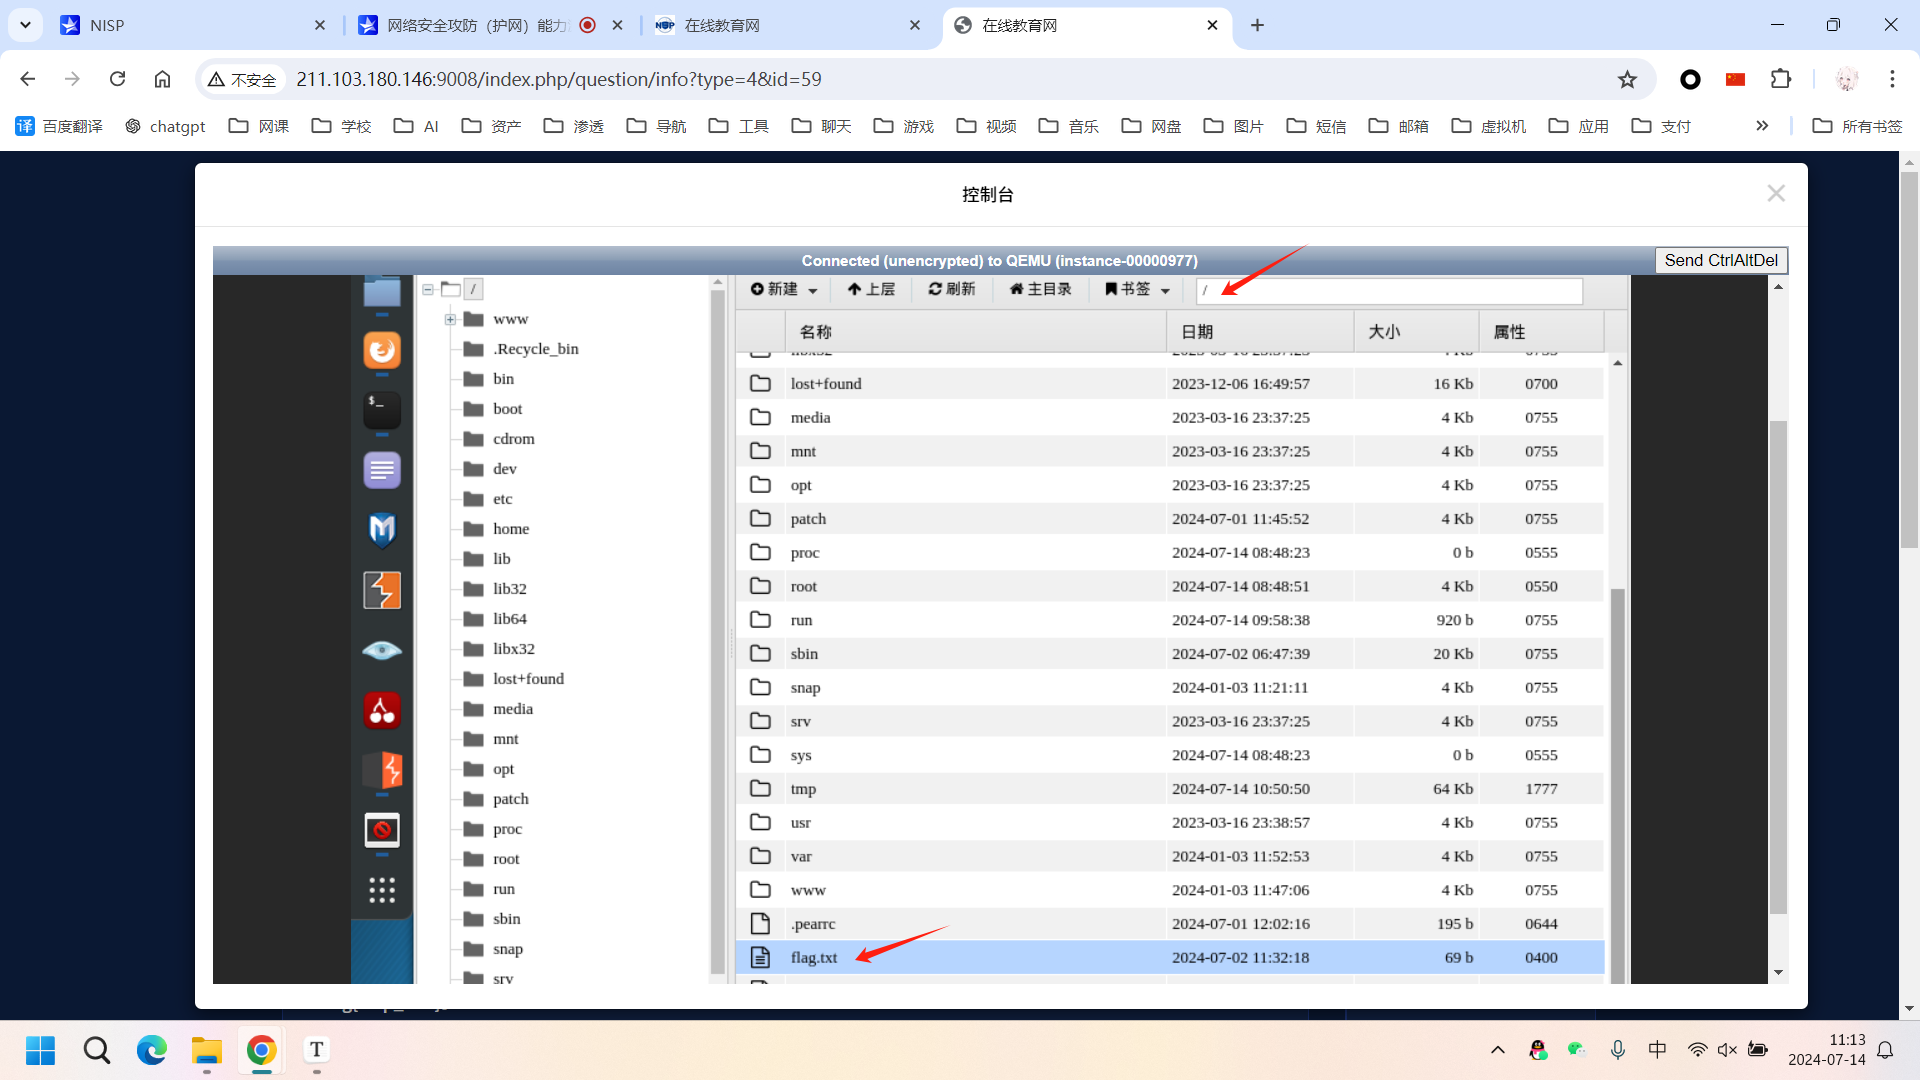 NISP
网络安全攻防（护网）能力
在线教育网
在线教育网
不安全
211.103.180.146:9008/index.php/question/info?type=4&id=59
百度翻译
chatgpt
网课
学校
AI
资产
渗透
导航
工具
聊天
游戏
视频
音乐
网盘
图片
短信
邮箱
虚拟机
应用
支付
所有书签
控制台
Connected (unencrypted) to QEMU (instance-00000977)
Send CtrlAltDel
/
www
.Recycle_bin
bin
boot
cdrom
dev
etc
home
lib
lib32
lib64
libx32
lost+found
media
mnt
opt
patch
proc
root
run
sbin
snap
srv
新建 上层 刷新 主目录 书签 /
名称 日期 大小 属性
libx32 2023-03-16 23:37:25 4 Kb 0755
lost+found 2023-12-06 16:49:57 16 Kb 0700
media 2023-03-16 23:37:25 4 Kb 0755
mnt 2023-03-16 23:37:25 4 Kb 0755
opt 2023-03-16 23:37:25 4 Kb 0755
patch 2024-07-01 11:45:52 4 Kb 0755
proc 2024-07-14 08:48:23 0 b 0555
root 2024-07-14 08:48:51 4 Kb 0550
run 2024-07-14 09:58:38 920 b 0755
sbin 2024-07-02 06:47:39 20 Kb 0755
snap 2024-01-03 11:21:11 4 Kb 0755
srv 2023-03-16 23:37:25 4 Kb 0755
sys 2024-07-14 08:48:23 0 b 0555
tmp 2024-07-14 10:50:50 64 Kb 1777
usr 2023-03-16 23:38:57 4 Kb 0755
var 2024-01-03 11:52:53 4 Kb 0755
www 2024-01-03 11:47:06 4 Kb 0755
.pearrc 2024-07-01 12:02:16 195 b 0644
flag.txt 2024-07-02 11:32:18 69 b 0400
中
11:13
2024-07-14